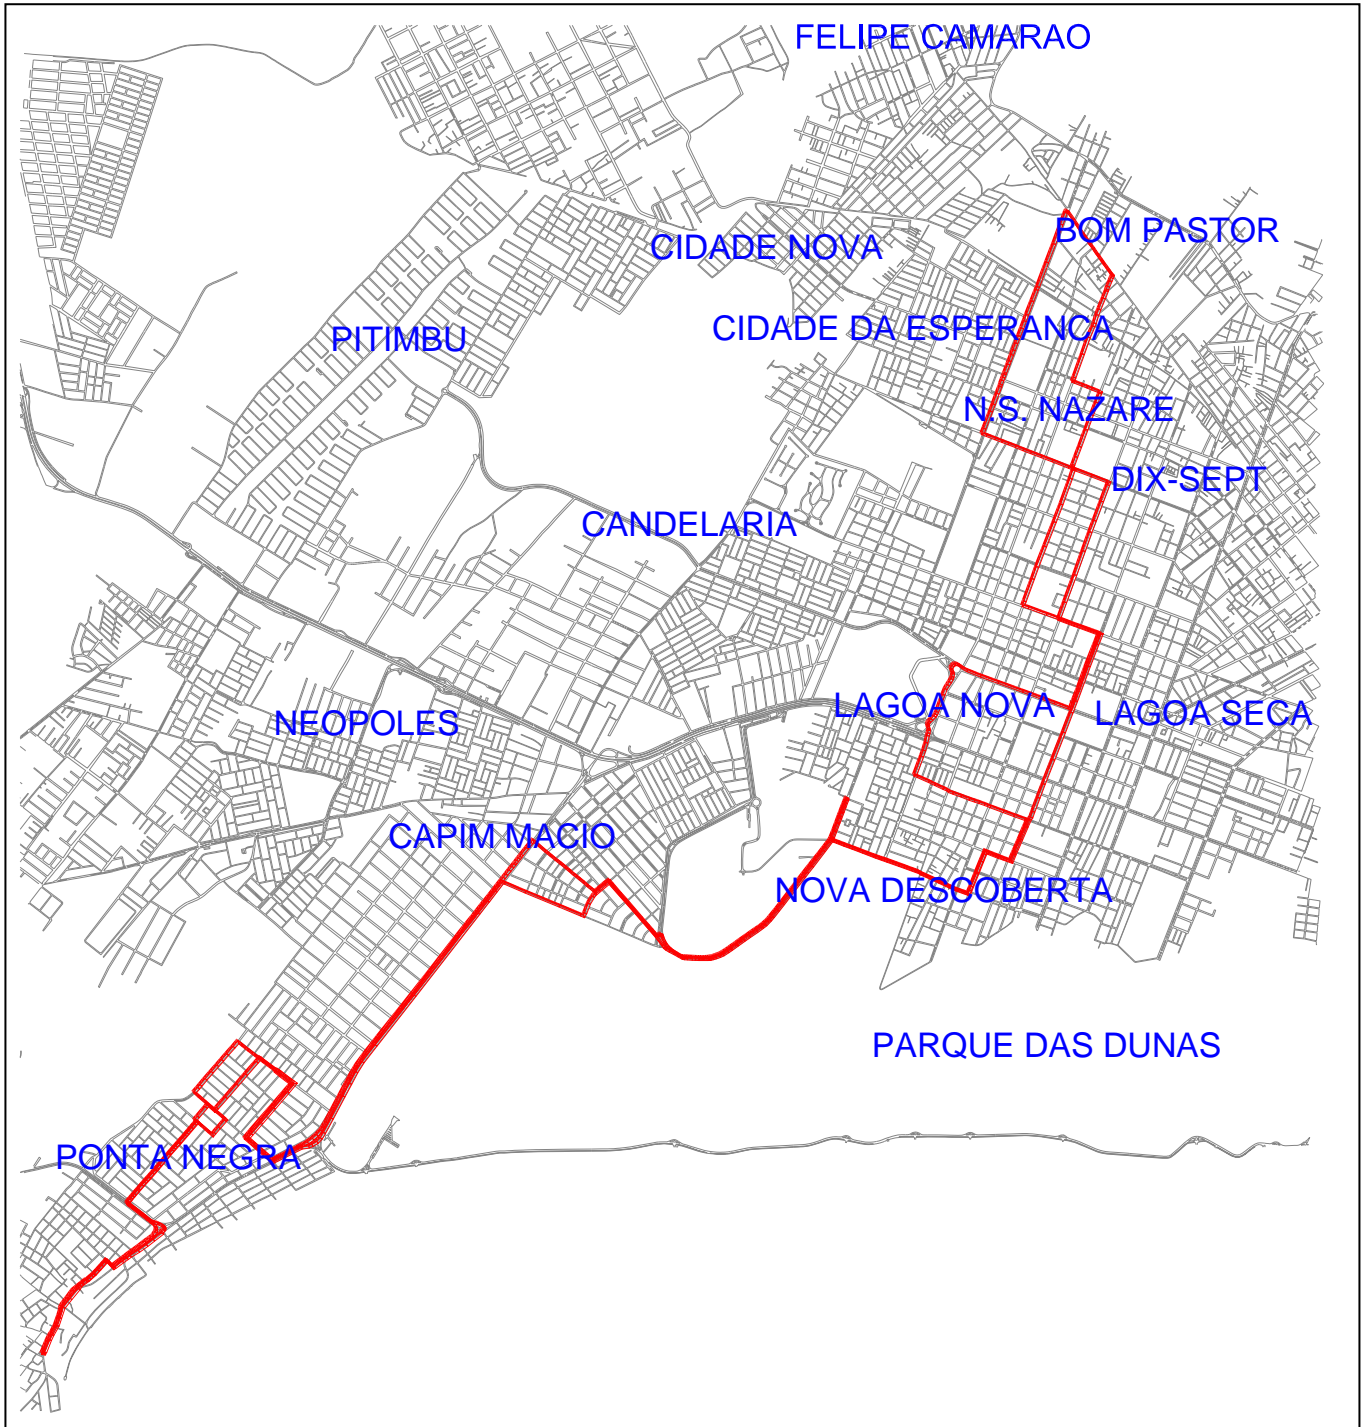 FELIPE CAMARAO
BOM PASTOR
CIDADE NOVA
CIDADE DA ESPERANCA
PITIMBU
N.S. NAZARE
DIX-SEPT
CANDELARIA
LAGOA NOVA
LAGOA SECA
NEOPOLES
CAPIM MACIO
NOVA DESCOBERTA
PARQUE DAS DUNAS
PONTA NEGRA